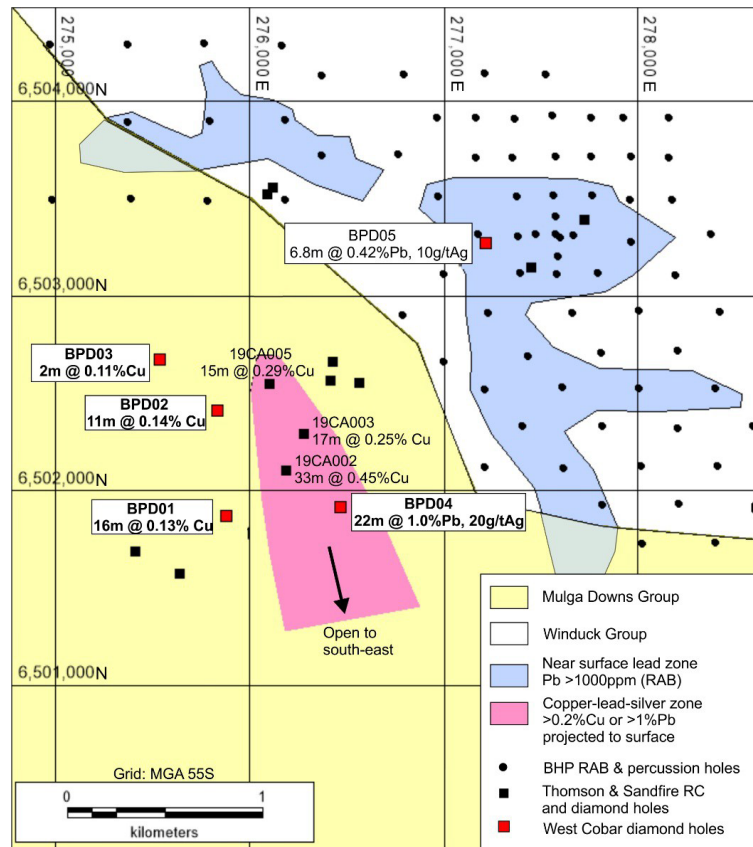 275,000
276,000 E
277,000
278,000
E
6,504,000N
BPD05
6.8m @ 0.42%Pb, 10g/tAg
6,503,000N
BPD03
2m @ 0.11%Cu
19CA005
15m @ 0.29%Cu
BPD02
11m @ 0.14% Cu
19CA003
17m @ 0.25% Cu
19CA002
33m @ 0.45%Cu
6,502,000N
BPD01
16m @ 0.13% Cu
BPD04
22m @ 1.0%Pb, 20g/tAg
Open to
south-east
6,501,000N
Mulga Downs Group
Winduck Group
Near surface lead zone
Pb >1000ppm (RAB)
Copper-lead-silver zone
>0.2%Cu or >1%Pb
projected to surface
BHP RAB & percussion holes
Thomson & Sandfire RC
and diamond holes
West Cobar diamond holes
Grid: MGA 55S
0 1
kilometers